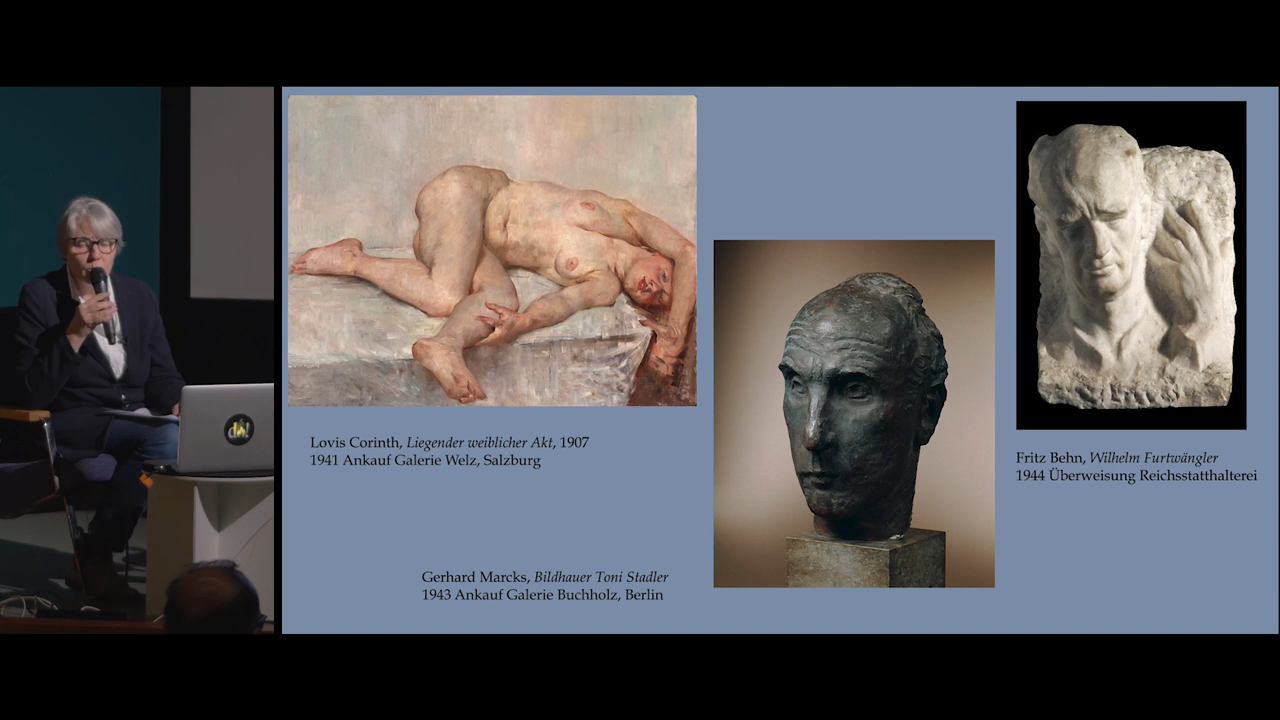 dá!
Lovis Corinth, Liegender weiblicher Akt, 1907
1941 Ankauf Galerie Welz, Salzburg
Gerhard Marcks, Bildhauer Toni Stadler
1943 Ankauf Galerie Buchholz, Berlin
Fritz Behn, Wilhelm Furtwängler
1944 Überweisung Reichsstatthalterei